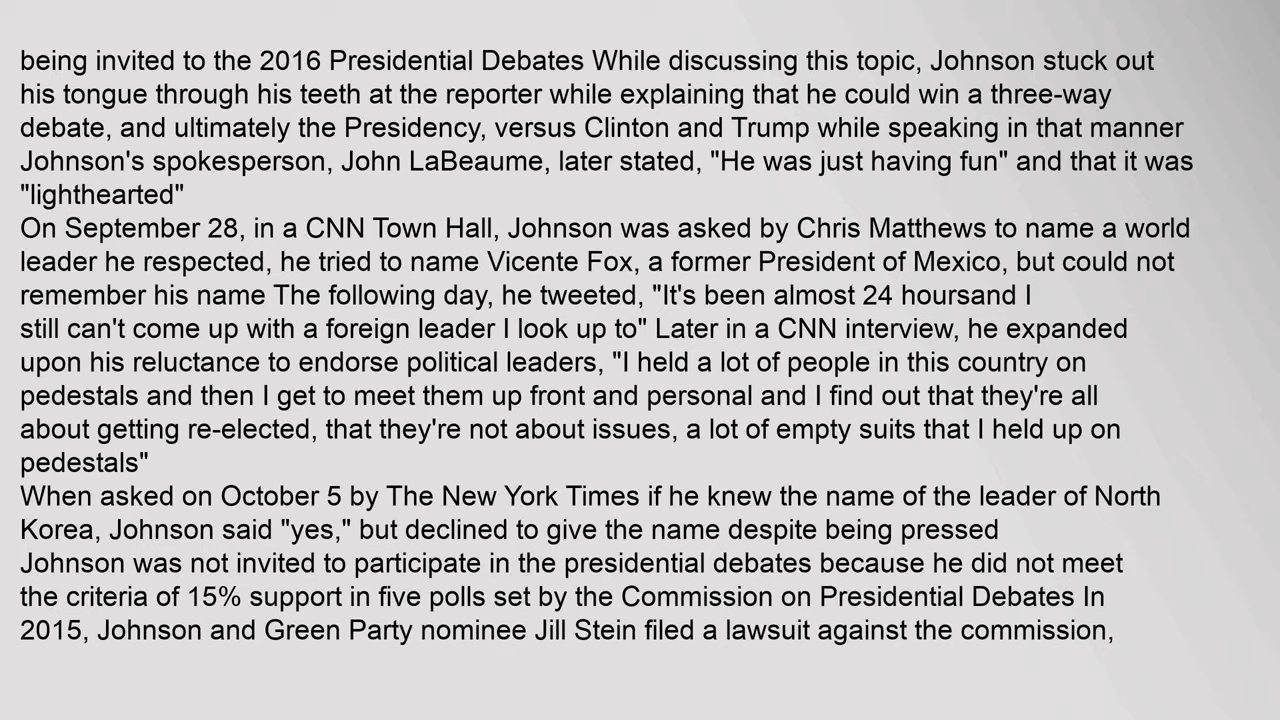 being invited to the 2016 Presidential Debates While discussing this topic, Johnson stuck out
his tongue through his teeth at the reporter while explaining that he could win a three-way
debate, and ultimately the Presidency, versus Clinton and Trump while speaking in that manner
Johnson's spokesperson, John LaBeaume, later stated, "He was just having fun" and that it was
"lighthearted"
On September 28, in a CNN Town Hall, Johnson was asked by Chris Matthews to name a world
leader he respected, he tried to name Vicente Fox, a former President of Mexico, but could not
remember his name The following day, he tweeted, "It's been almost 24 hoursand I
still can't come up with a foreign leader I look up to" Later in a CNN interview, he expanded
upon his reluctance to endorse political leaders, "I held a lot of people in this country on
pedestals and then I get to meet them up front and personal and I find out that they're all
about getting re-elected, that they're not about issues, a lot of empty suits that I held up on
pedestals"
When asked on October 5 by The New York Times if he knew the name of the leader of North
Korea, Johnson said "yes," but declined to give the name despite being pressed
Johnson was not invited to participate in the presidential debates because he did not meet
the criteria of 15% support in five polls set by the Commission on Presidential Debates In
2015, Johnson and Green Party nominee Jill Stein filed a lawsuit against the commission,